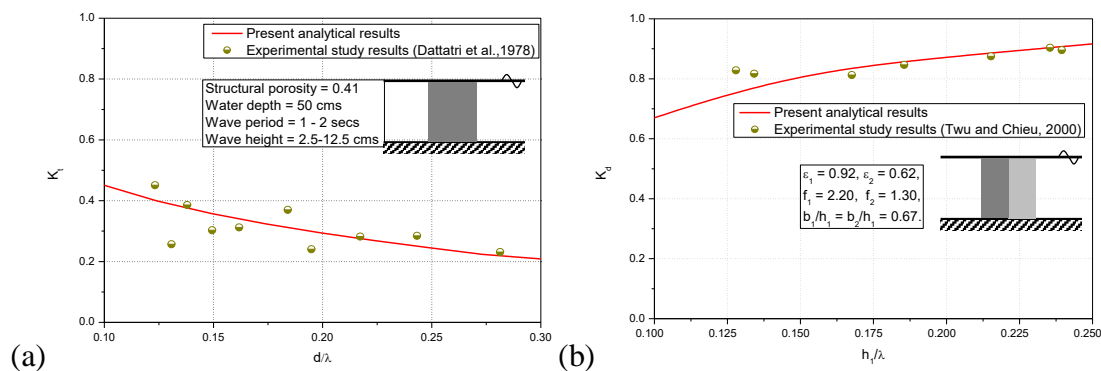 1.0
0.8
0.6
0.4
0.2
0.0
K_t
0.10
0.15
0.20
0.25
0.30
d/λ
Present analytical results
Experimental study results (Dattatri et al.,1978)
Structural porosity = 0.41
Water depth = 50 cms
Wave period = 1 - 2 secs
Wave height = 2.5-12.5 cms
(a)
1.0
0.8
0.6
0.4
0.2
0.0
K_d
0.100
0.125
0.150
0.175
0.200
0.225
0.250
h_1/λ
Present analytical results
Experimental study results (Twu and Chieu, 2000)
ε_1 = 0.92, ε_2 = 0.62,
f_1 = 2.20, f_2 = 1.30,
b_1/h_1 = b_2/h_1 = 0.67.
(b)